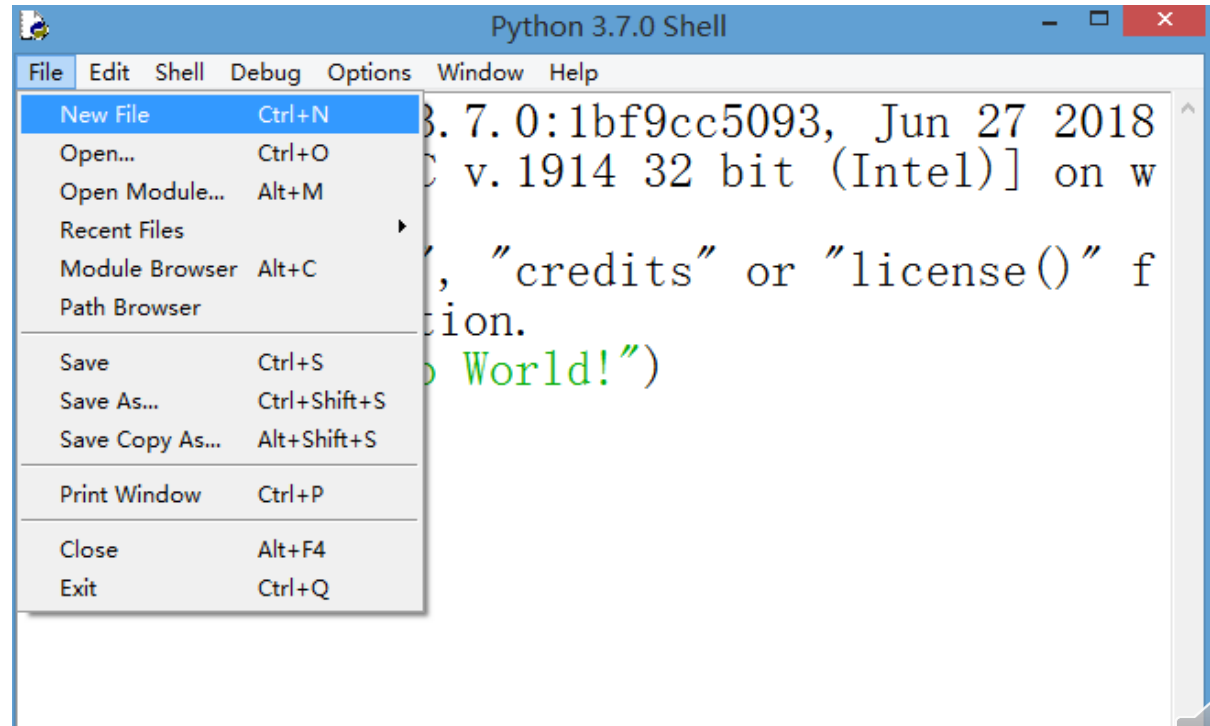 Python 3.7.0 Shell
File Edit Shell Debug Options Window Help
New File Ctrl+N
Open... Ctrl+O
Open Module... Alt+M
Recent Files
Module Browser Alt+C
Path Browser
Save Ctrl+S
Save As... Ctrl+Shift+S
Save Copy As... Alt+Shift+S
Print Window Ctrl+P
Close Alt+F4
Exit Ctrl+Q
3.7.0:1bf9cc5093, Jun 27 2018
C v.1914 32 bit (Intel)] on w
", "credits" or "license()" f
tion.
o World!")